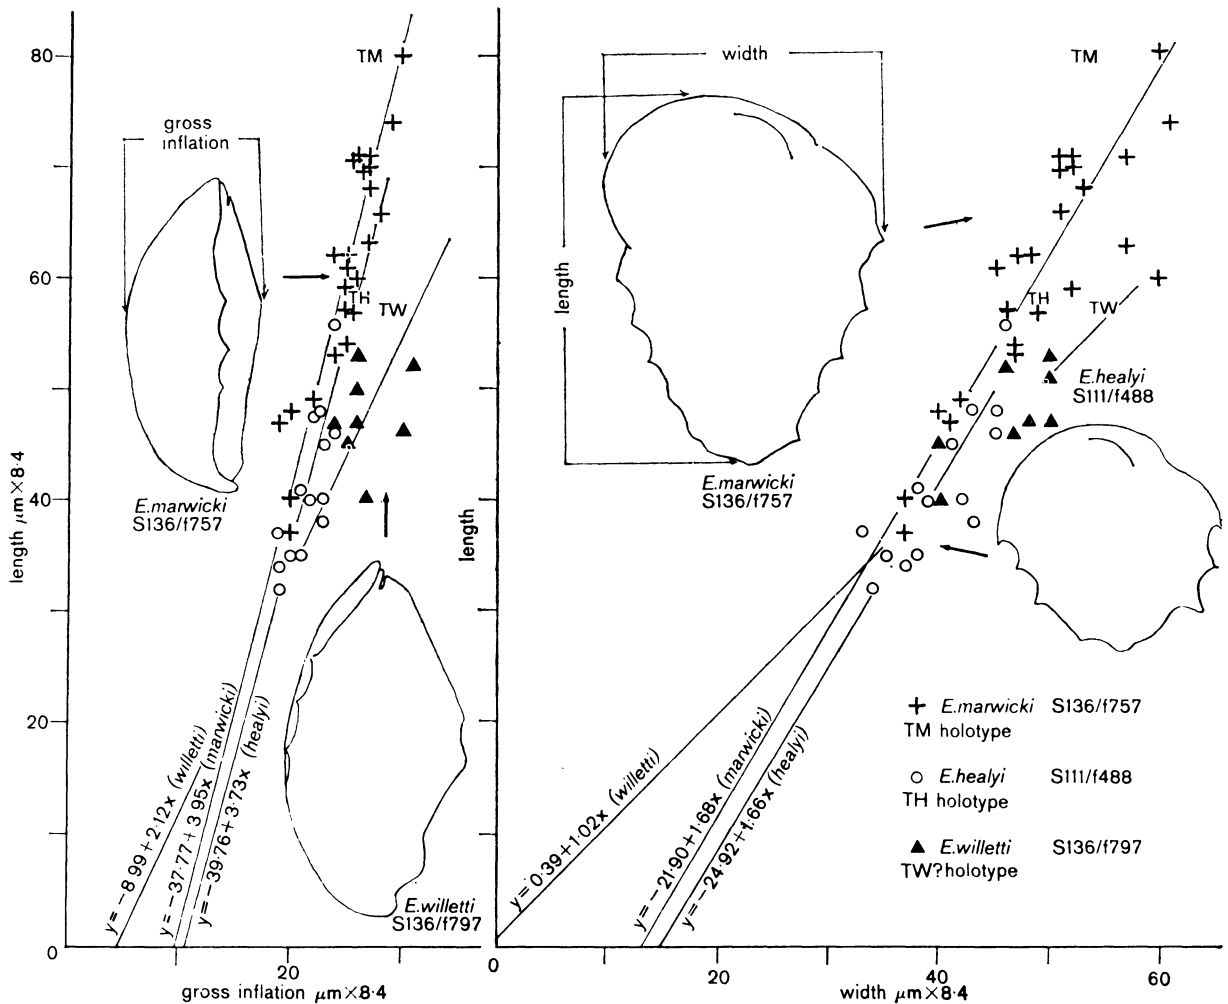 80
60
40
20
0
length µm×8·4
gross
inflation
TM
TH
TW
E.marwicki
S136/f757
E.willetti
S136/f797
y=−8·99+2·12x (willetti)
y=−37·77+3·95x (marwicki)
y=−39·76+3·73x (healyi)
20
gross inflation µm×8·4
width
length
length
TM
TH
TW
E.marwicki
S136/f757
E.healyi
S111/f488
E.marwicki S136/f757
TM holotype
E.healyi S111/f488
TH holotype
E.willetti S136/f797
TW?holotype
y=0·39+1·02x (willetti)
y=−21·90+1·68x (marwicki)
y=−24·92+1·66x (healyi)
0
20
40
60
width µm×8·4